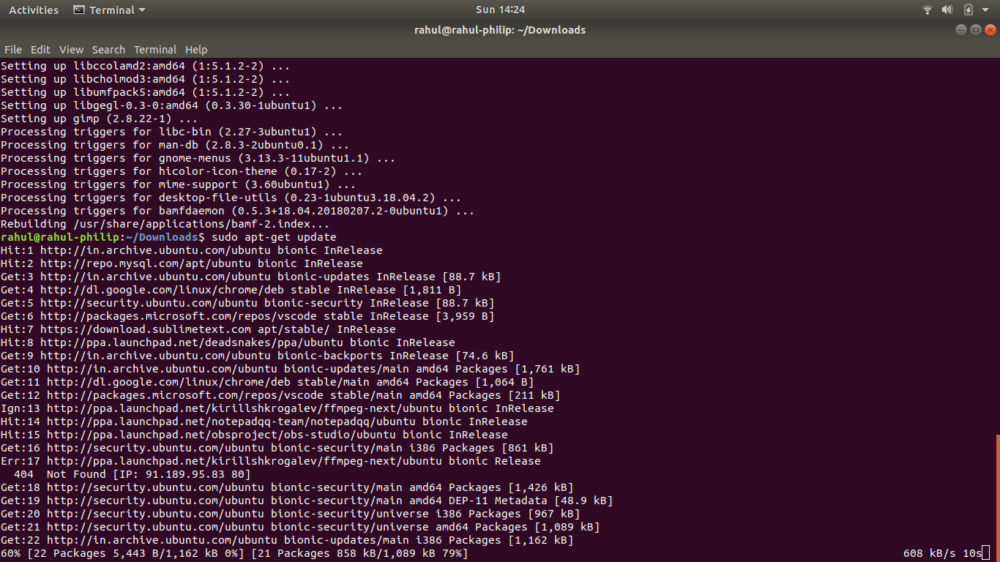 Activities Terminal Sun 14:24
rahul@rahul-philip: ~/Downloads
File Edit View Search Terminal Help
Setting up libccolamd2:amd64 (1:5.1.2-2) ...
Setting up libcholmod3:amd64 (1:5.1.2-2) ...
Setting up libumfpack5:amd64 (1:5.1.2-2) ...
Setting up libgegl-0.3-0:amd64 (0.3.30-1ubuntu1) ...
Setting up gimp (2.8.22-1) ...
Processing triggers for libc-bin (2.27-3ubuntu1) ...
Processing triggers for man-db (2.8.3-2ubuntu0.1) ...
Processing triggers for gnome-menus (3.13.3-11ubuntu1.1) ...
Processing triggers for hicolor-icon-theme (0.17-2) ...
Processing triggers for mime-support (3.60ubuntu1) ...
Processing triggers for desktop-file-utils (0.23-1ubuntu3.18.04.2) ...
Processing triggers for bamfdaemon (0.5.3+18.04.20180207.2-0ubuntu1) ...
Rebuilding /usr/share/applications/bamf-2.index...
rahul@rahul-philip:~/Downloads$ sudo apt-get update
Hit:1 http://in.archive.ubuntu.com/ubuntu bionic InRelease
Hit:2 http://repo.mysql.com/apt/ubuntu bionic InRelease
Get:3 http://in.archive.ubuntu.com/ubuntu bionic-updates InRelease [88.7 kB]
Get:4 http://dl.google.com/linux/chrome/deb stable InRelease [1,811 B]
Get:5 http://security.ubuntu.com/ubuntu bionic-security InRelease [88.7 kB]
Get:6 http://packages.microsoft.com/repos/vscode stable InRelease [3,959 B]
Hit:7 https://download.sublimetext.com apt/stable/ InRelease
Hit:8 http://ppa.launchpad.net/deadsnakes/ppa/ubuntu bionic InRelease
Get:9 http://in.archive.ubuntu.com/ubuntu bionic-backports InRelease [74.6 kB]
Get:10 http://in.archive.ubuntu.com/ubuntu bionic-updates/main amd64 Packages [1,761 kB]
Get:11 http://dl.google.com/linux/chrome/deb stable/main amd64 Packages [1,064 B]
Get:12 http://packages.microsoft.com/repos/vscode stable/main amd64 Packages [211 kB]
Ign:13 http://ppa.launchpad.net/kirillshkrogalev/ffmpeg-next/ubuntu bionic InRelease
Hit:14 http://ppa.launchpad.net/notepadqq-team/notepadqq/ubuntu bionic InRelease
Hit:15 http://ppa.launchpad.net/obsproject/obs-studio/ubuntu bionic InRelease
Get:16 http://security.ubuntu.com/ubuntu bionic-security/main i386 Packages [861 kB]
Err:17 http://ppa.launchpad.net/kirillshkrogalev/ffmpeg-next/ubuntu bionic Release
404 Not Found [IP: 91.189.95.83 80]
Get:18 http://security.ubuntu.com/ubuntu bionic-security/main amd64 Packages [1,426 kB]
Get:19 http://security.ubuntu.com/ubuntu bionic-security/main amd64 DEP-11 Metadata [48.9 kB]
Get:20 http://security.ubuntu.com/ubuntu bionic-security/universe i386 Packages [967 kB]
Get:21 http://security.ubuntu.com/ubuntu bionic-security/universe amd64 Packages [1,089 kB]
Get:22 http://in.archive.ubuntu.com/ubuntu bionic-updates/main i386 Packages [1,162 kB]
60% [22 Packages 5,443 B/1,162 kB 0%] [21 Packages 858 kB/1,089 kB 79%] 608 kB/s 10s